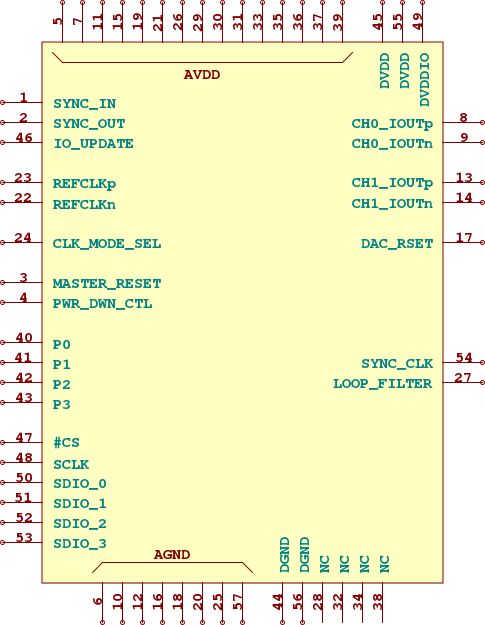 5 7 11 15 19 21 26 29 30 31 33 35 36 37 39 45 55 49
AVDD
DVDD DVDD DVDDIO
1 SYNC_IN
2 SYNC_OUT CH0_IOUTp 8
46 IO_UPDATE CH0_IOUTn 9
23 REFCLKp CH1_IOUTp 13
22 REFCLKn CH1_IOUTn 14
24 CLK_MODE_SEL DAC_RSET 17
3 MASTER_RESET
4 PWR_DWN_CTL
40 P0
41 P1 SYNC_CLK 54
42 P2 LOOP_FILTER 27
43 P3
47 #CS
48 SCLK
50 SDIO_0
51 SDIO_1
52 SDIO_2
53 SDIO_3
AGND DGND DGND NC NC NC NC
6 10 12 16 18 20 25 57 44 56 28 32 34 38